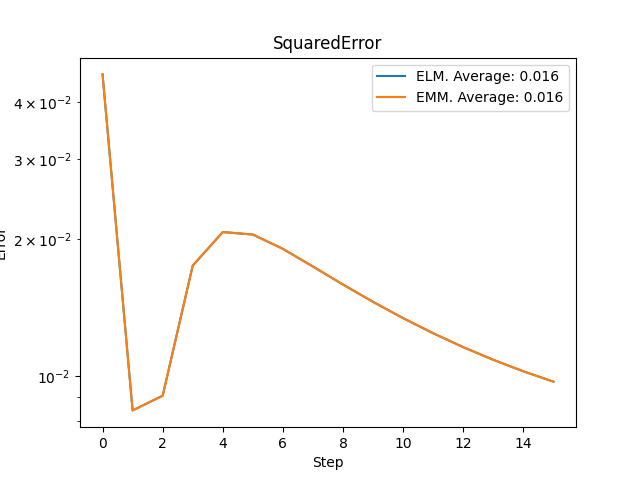 SquaredError
ELM. Average: 0.016
EMM. Average: 0.016
4 × 10⁻²
3 × 10⁻²
2 × 10⁻²
10⁻²
Error
0 2 4 6 8 10 12 14
Step